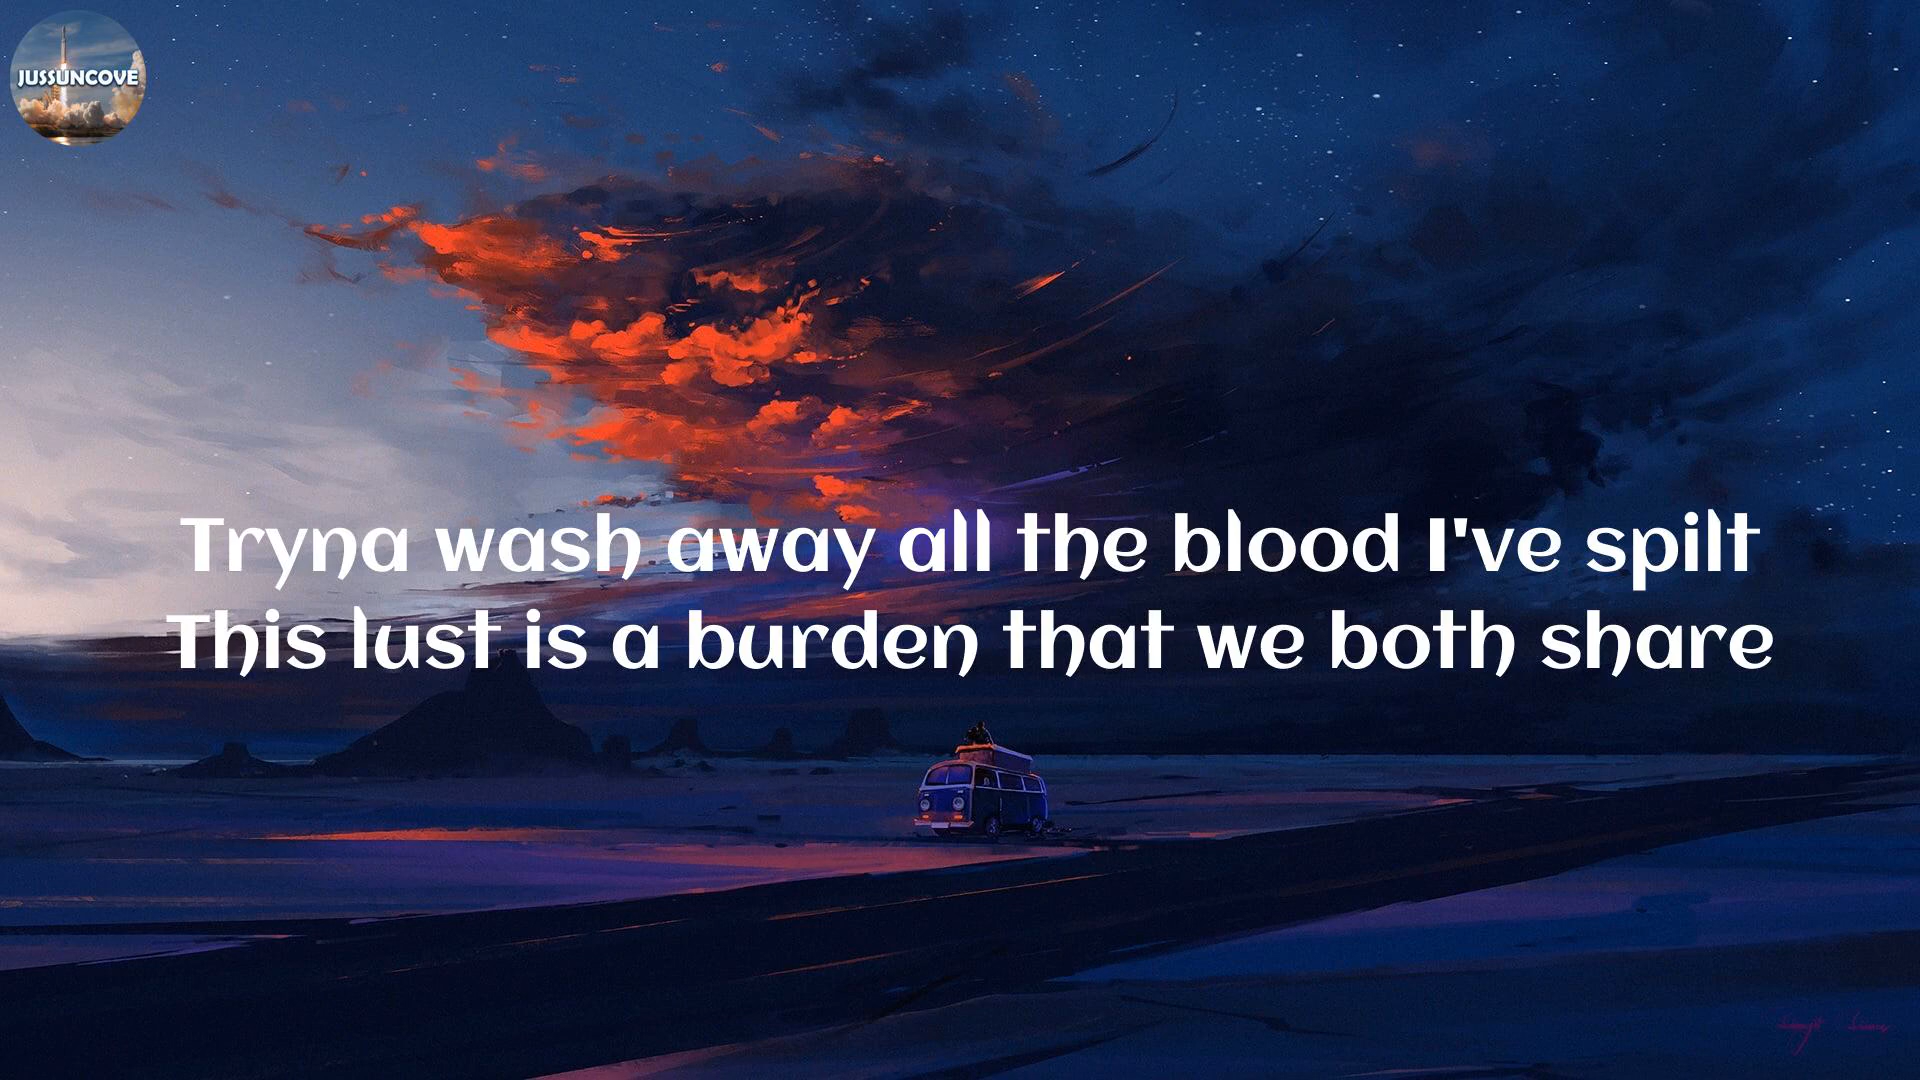 JUSSUNCOVE
Tryna wash away all the blood I've spilt
This lust is a burden that we both share